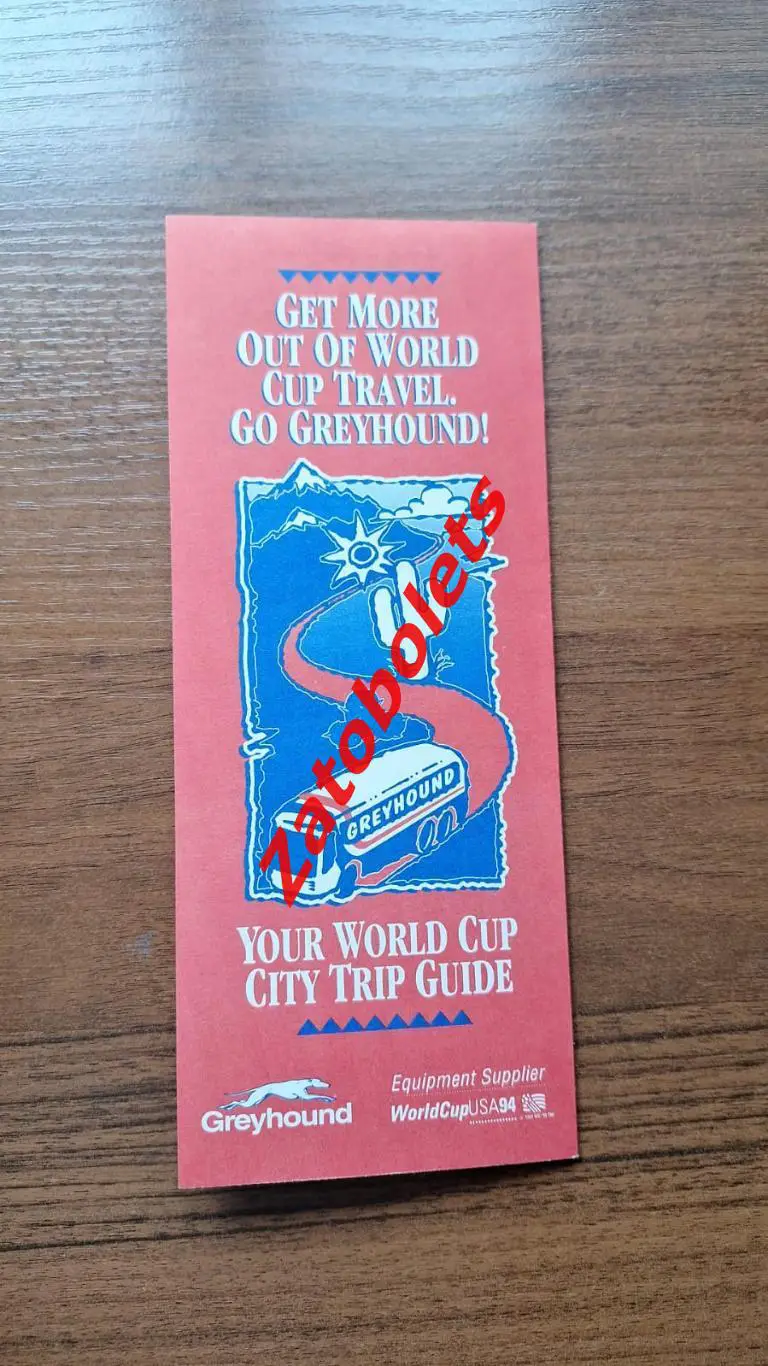 GET MORE
OUT OF WORLD
CUP TRAVEL.
GO GREYHOUND!
Zatobolets
GREYHOUND
YOUR WORLD CUP
CITY TRIP GUIDE
Greyhound
Equipment Supplier
WorldCupUSA94